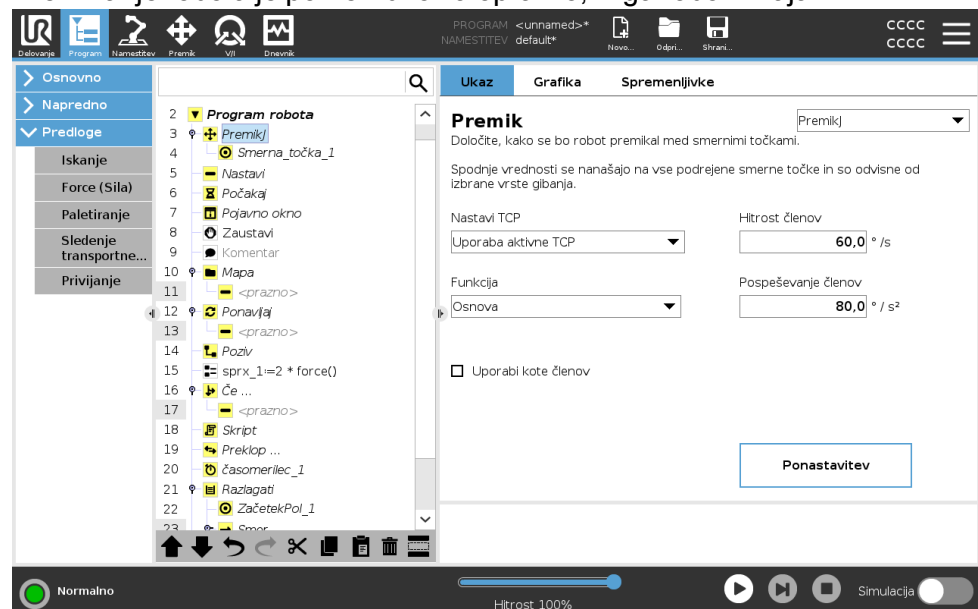 UR
Delovanje
Program
Namestitev
Premik
V/I
Dnevnik
PROGRAM <unnamed>*
NAMESTITEV default*
Novo...
Odpri...
Shrani...
CCCC
CCCC
Osnovno
Napredno
Predloge
Iskanje
Force (Sila)
Paletiranje
Sledenje
transportne...
Privijanje
2 Program robota
3 PremikJ
4 Smerna_točka_1
5 Nastavi
6 Počakaj
7 Pojavno okno
8 Zaustavi
9 Komentar
10 Mapa
11 <prazno>
12 Ponavljaj
13 <prazno>
14 Poziv
15 sprx_1:=2 * force()
16 Če ...
17 <prazno>
18 Skript
19 Preklop ...
20 časomerilec_1
21 Razlagati
22 ZačetekPol_1
23 Smer
Ukaz
Grafika
Spremenljivke
Premik
PremikJ
Določite, kako se bo robot premikal med smernimi točkami.
Spodnje vrednosti se nanašajo na vse podrejene smerne točke in so odvisne od
izbrane vrste gibanja.
Nastavi TCP
Hitrost členov
Uporaba aktivne TCP
60,0 ° /s
Funkcija
Pospeševanje členov
Osnova
80,0 ° / s²
Uporabi kote členov
Ponastavitev
Normalno
Hitrost 100%
Simulacija